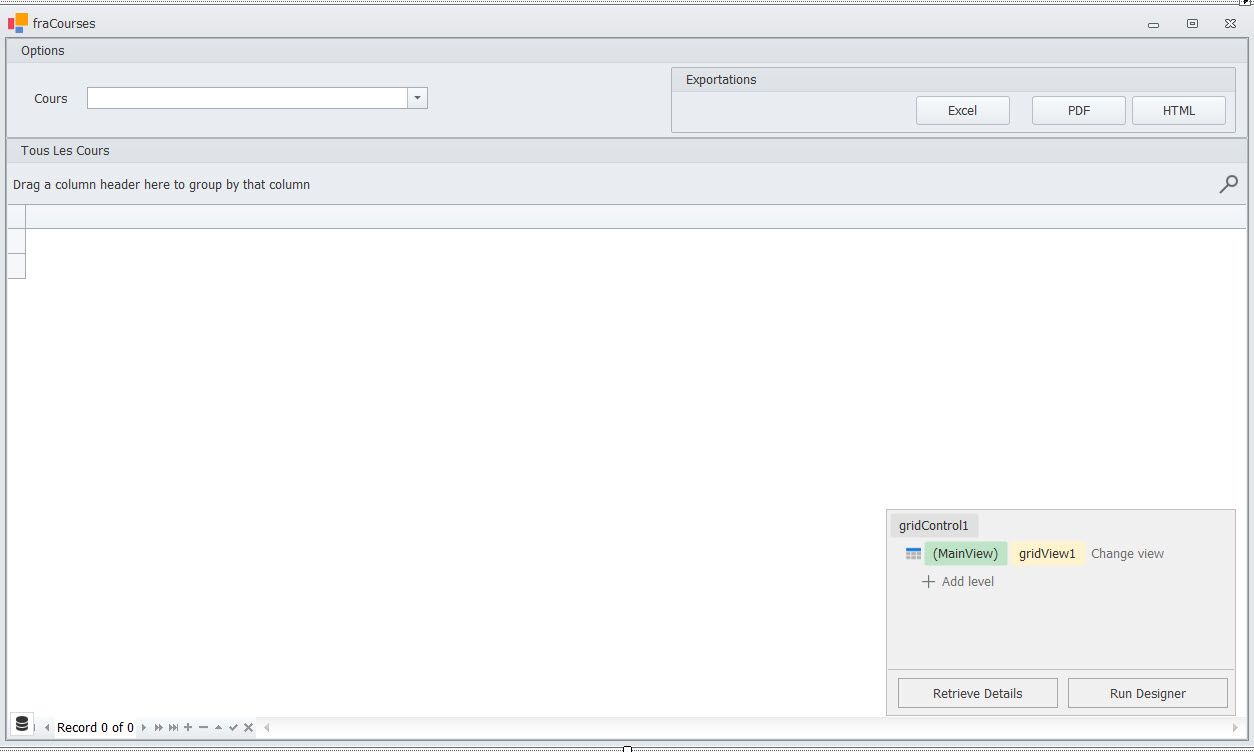 fraCourses
Options
Cours
Exportations
Excel PDF HTML
Tous Les Cours
Drag a column header here to group by that column
gridControl1
(MainView) gridView1 Change view
Add level
Retrieve Details Run Designer
Record 0 of 0